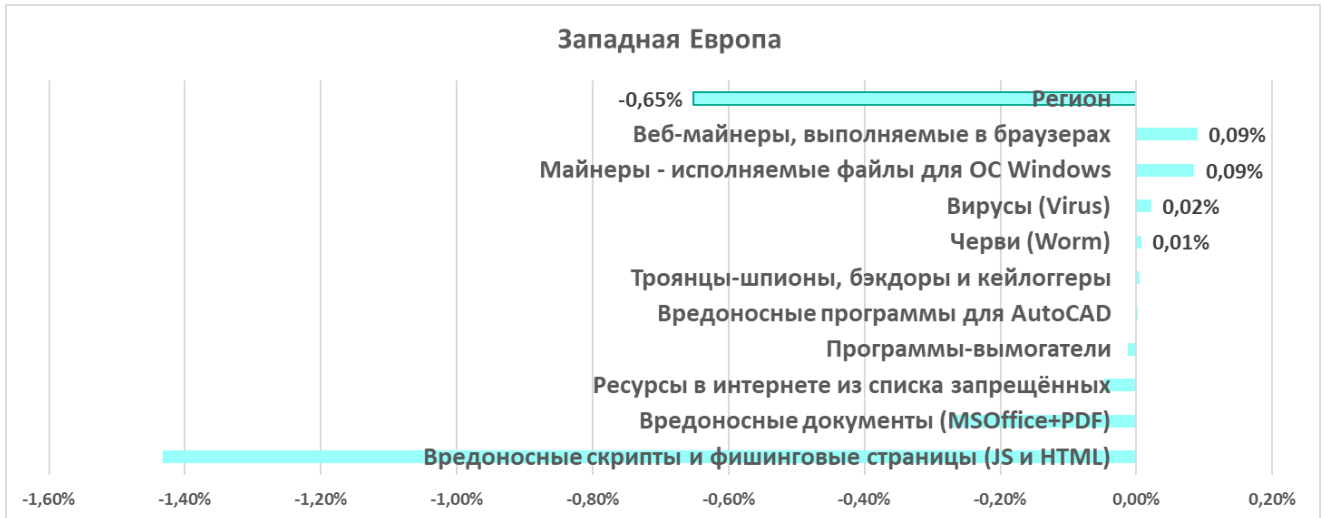 Западная Европа
-0,65% Регион
Веб-майнеры, выполняемые в браузерах 0,09%
Майнеры - исполняемые файлы для ОС Windows 0,09%
Вирусы (Virus) 0,02%
Черви (Worm) 0,01%
Троянцы-шпионы, бэкдоры и кейлоггеры
Вредоносные программы для AutoCAD
Программы-вымогатели
Ресурсы в интернете из списка запрещённых
Вредоносные документы (MSOffice+PDF)
Вредоносные скрипты и фишинговые страницы (JS и HTML)
-1,60% -1,40% -1,20% -1,00% -0,80% -0,60% -0,40% -0,20% 0,00% 0,20%